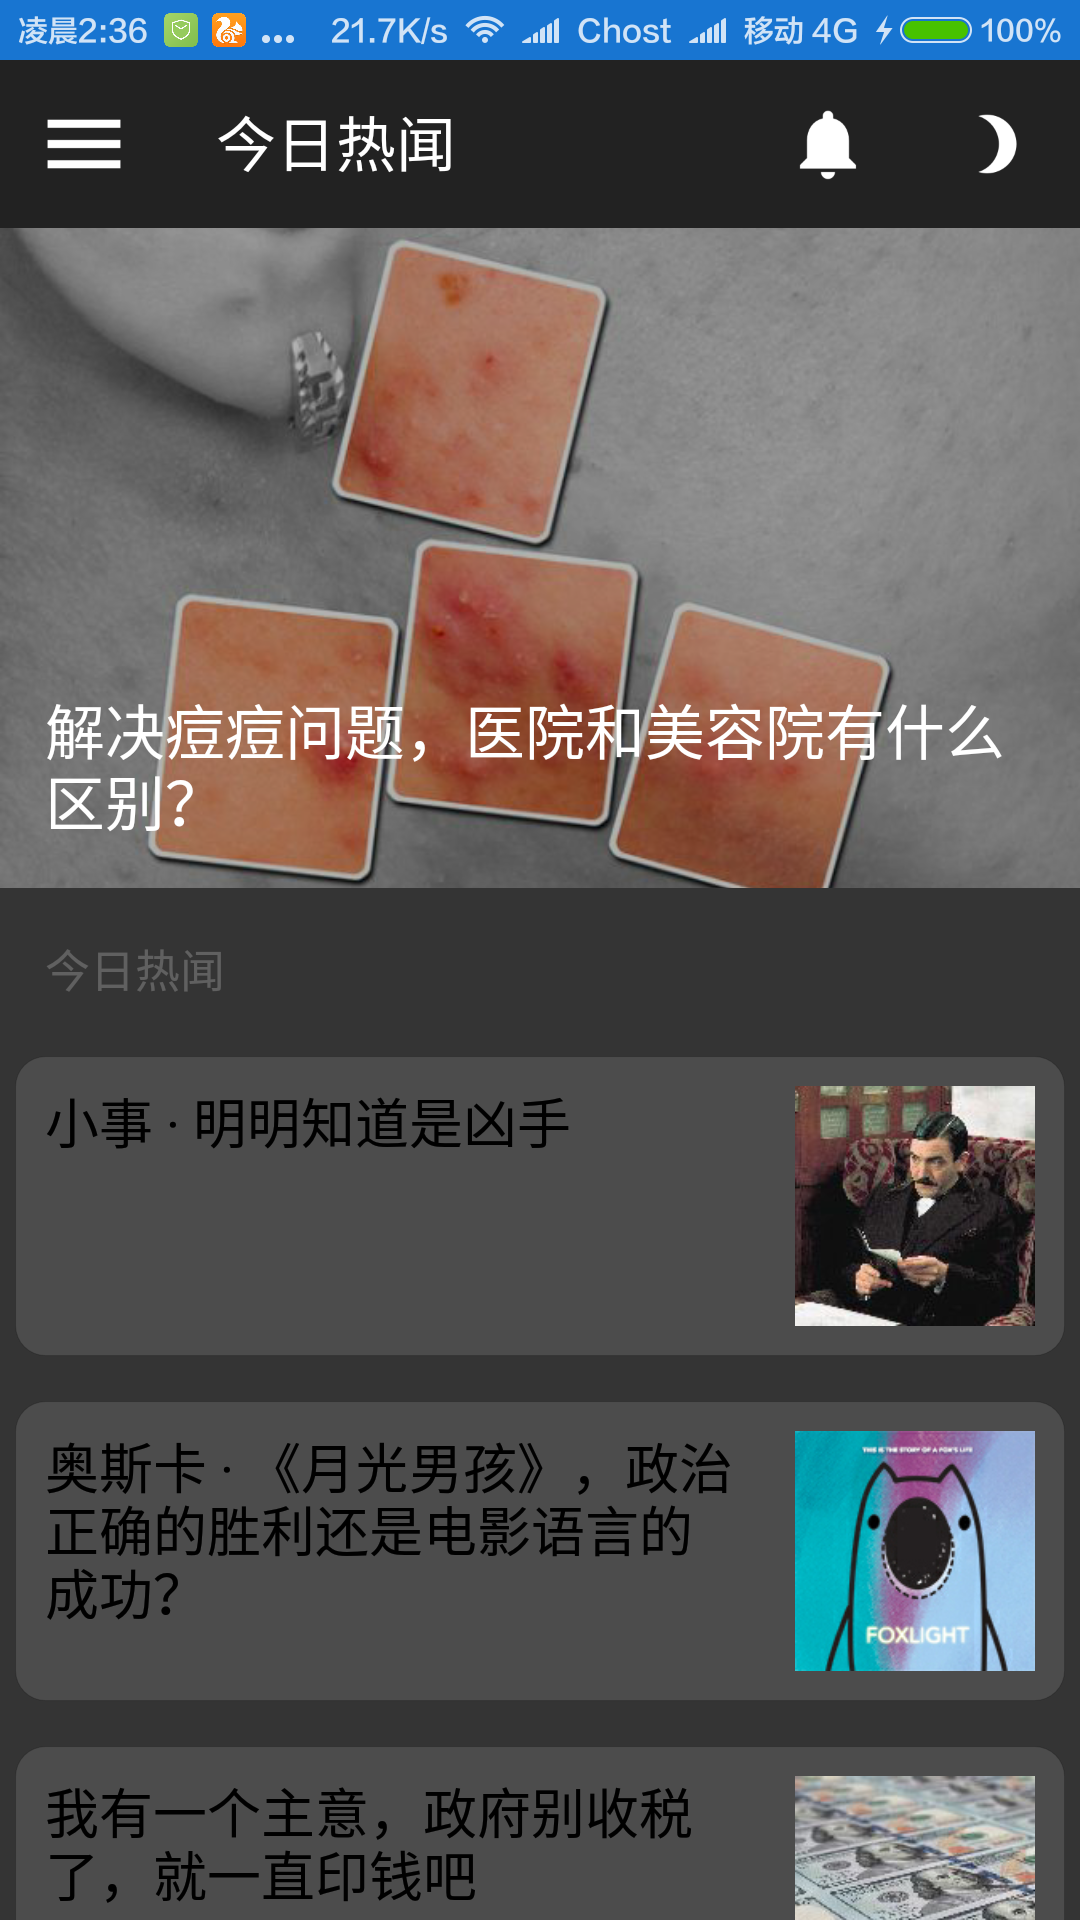 凌晨2:36 ... 21.7K/s Chost 移动 4G 100%
今日热闻
解决痘痘问题，医院和美容院有什么
区别？
今日热闻
小事 · 明明知道是凶手
奥斯卡 · 《月光男孩》，政治
正确的胜利还是电影语言的
成功？
THIS IS THE STORY OF A FOX'S LIFE
FOXLIGHT
我有一个主意，政府别收税
了，就一直印钱吧